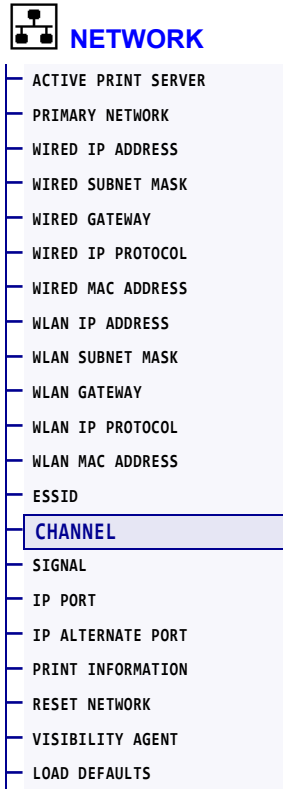 NETWORK
ACTIVE PRINT SERVER
PRIMARY NETWORK
WIRED IP ADDRESS
WIRED SUBNET MASK
WIRED GATEWAY
WIRED IP PROTOCOL
WIRED MAC ADDRESS
WLAN IP ADDRESS
WLAN SUBNET MASK
WLAN GATEWAY
WLAN IP PROTOCOL
WLAN MAC ADDRESS
ESSID
CHANNEL
SIGNAL
IP PORT
IP ALTERNATE PORT
PRINT INFORMATION
RESET NETWORK
VISIBILITY AGENT
LOAD DEFAULTS